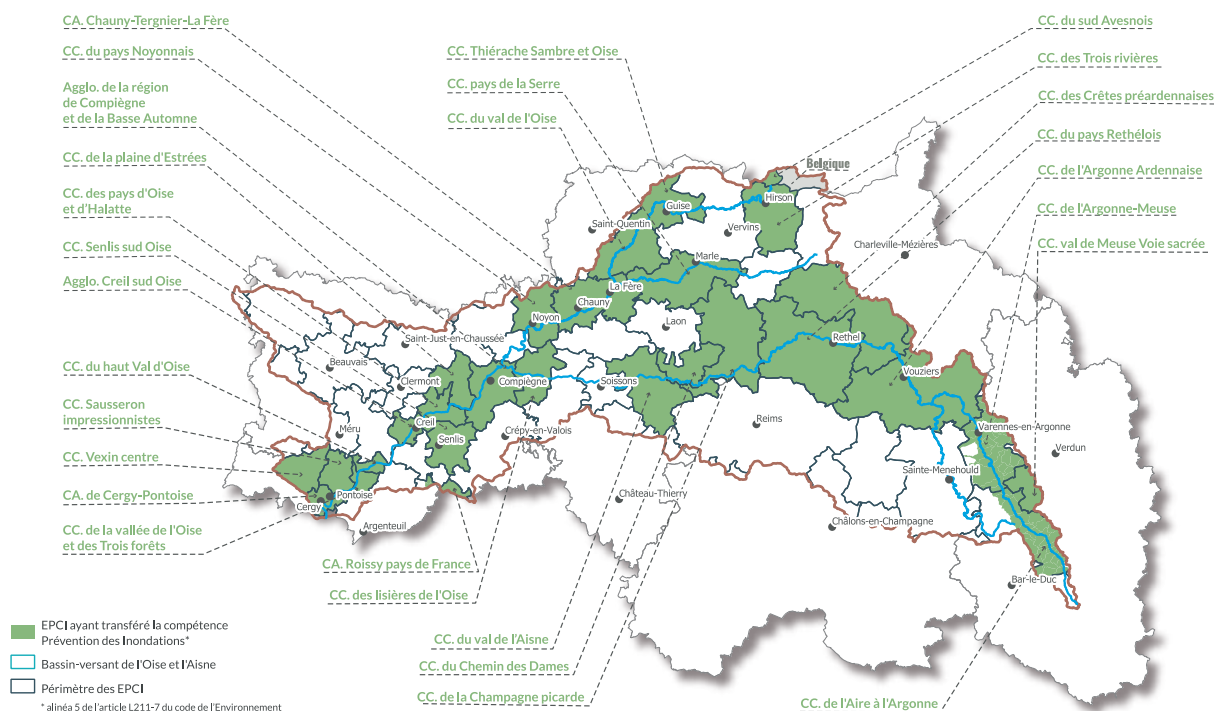 CA. Chauny-Tergnier-La Fère
CC. du pays Noyonnais
Agglo. de la région
de Compiègne
et de la Basse Automne
CC. de la plaine d'Estrées
CC. des pays d'Oise
et d'Halatte
CC. Senlis sud Oise
Agglo. Creil sud Oise
CC. du haut Val d'Oise
CC. Sausseron
impressionnistes
CC. Vexin centre
CA. de Cergy-Pontoise
CC. de la vallée de l'Oise
et des Trois forêts
CC. Thiérache Sambre et Oise
CC. pays de la Serre
CC. du val de l'Oise
CC. du sud Avesnois
CC. des Trois rivières
CC. des Crêtes préardennaises
CC. du pays Rethélois
CC. de l'Argonne Ardennaise
CC. de l'Argonne-Meuse
CC. val de Meuse Voie sacrée
Belgique
Guise
Hirson
Saint-Quentin
Vervins
Charleville-Mézières
Marle
La Fère
Chauny
Noyon
Laon
Rethel
Saint-Just-en-Chaussée
Beauvais
Clermont
Compiègne
Soissons
Vouziers
Creil
Reims
Méru
Senlis
Crépy-en-Valois
Varennes-en-Argonne
Verdun
Sainte-Menehould
Pontoise
Cergy
Château-Thierry
Argenteuil
Châlons-en-Champagne
Bar-le-Duc
CA. Roissy pays de France
CC. des lisières de l'Oise
CC. du val de l'Aisne
CC. du Chemin des Dames
CC. de la Champagne picarde
CC. de l'Aire à l'Argonne
EPCI ayant transféré la compétence
Prévention des Inondations*
Bassin-versant de l'Oise et l'Aisne
Périmètre des EPCI
* alinéa 5 de l'article L211-7 du code de l'Environnement